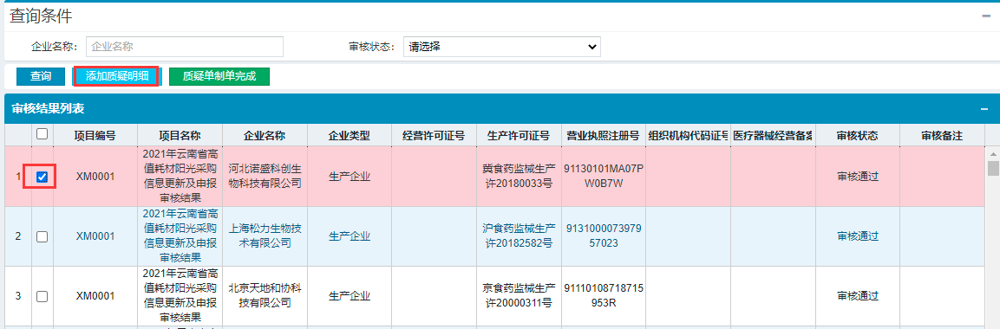 查询条件
企业名称: 企业名称 审核状态: 请选择
查询 添加质疑明细 质疑单制单完成
审核结果列表
项目编号 项目名称 企业名称 企业类型 经营许可证号 生产许可证号 营业执照注册号 组织机构代码证号 医疗器械经营备案 审核状态 审核备注
1 XM0001 2021年云南省高
值耗材阳光采购
信息更新及申报
审核结果 河北诺盛科创生
物科技有限公司 生产企业 冀食药监械生产
许20180033号 91130101MA07P
W0B7W 审核通过
2 XM0001 2021年云南省高
值耗材阳光采购
信息更新及申报
审核结果 上海松力生物技
术有限公司 生产企业 沪食药监械生产
许20182582号 9131000073979
57023 审核通过
3 XM0001 2021年云南省高
值耗材阳光采购
信息更新及申报
审核结果 北京天地和协科
技有限公司 生产企业 京食药监械生产
许20000311号 91110108718715
953R 审核通过